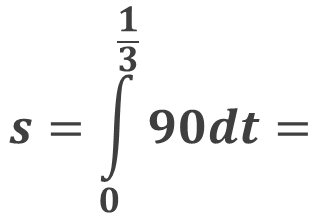 s = ∫₀^{1/3} 90dt =